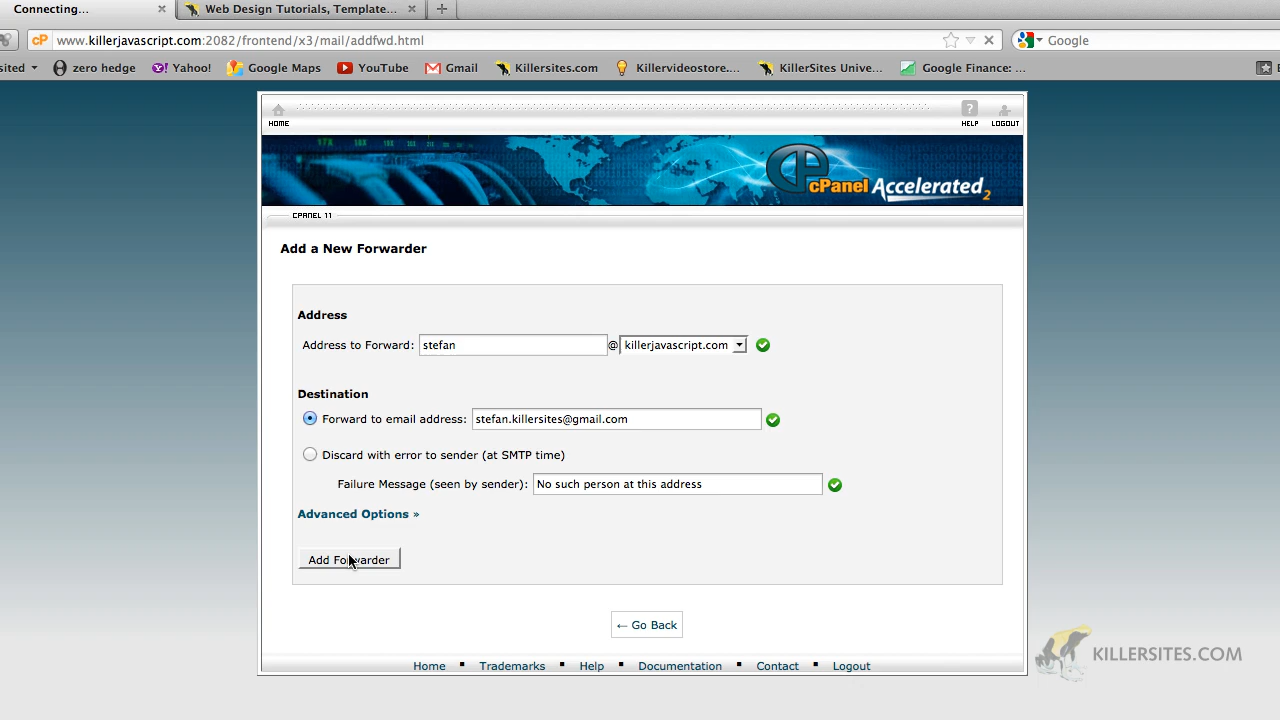 Connecting...
Web Design Tutorials, Template...
cP www.killerjavascript.com:2082/frontend/x3/mail/addfwd.html
Google
sited
zero hedge
Yahoo!
Google Maps
YouTube
Gmail
Killersites.com
Killervideostore....
KillerSites Unive...
Google Finance: ...
HOME
HELP
LOGOUT
cPanel Accelerated2
CPANEL 11
Add a New Forwarder
Address
Address to Forward: stefan @ killerjavascript.com
Destination
Forward to email address: stefan.killersites@gmail.com
Discard with error to sender (at SMTP time)
Failure Message (seen by sender): No such person at this address
Advanced Options »
Add Forwarder
← Go Back
Home ▪ Trademarks ▪ Help ▪ Documentation ▪ Contact ▪ Logout
KILLERSITES.COM